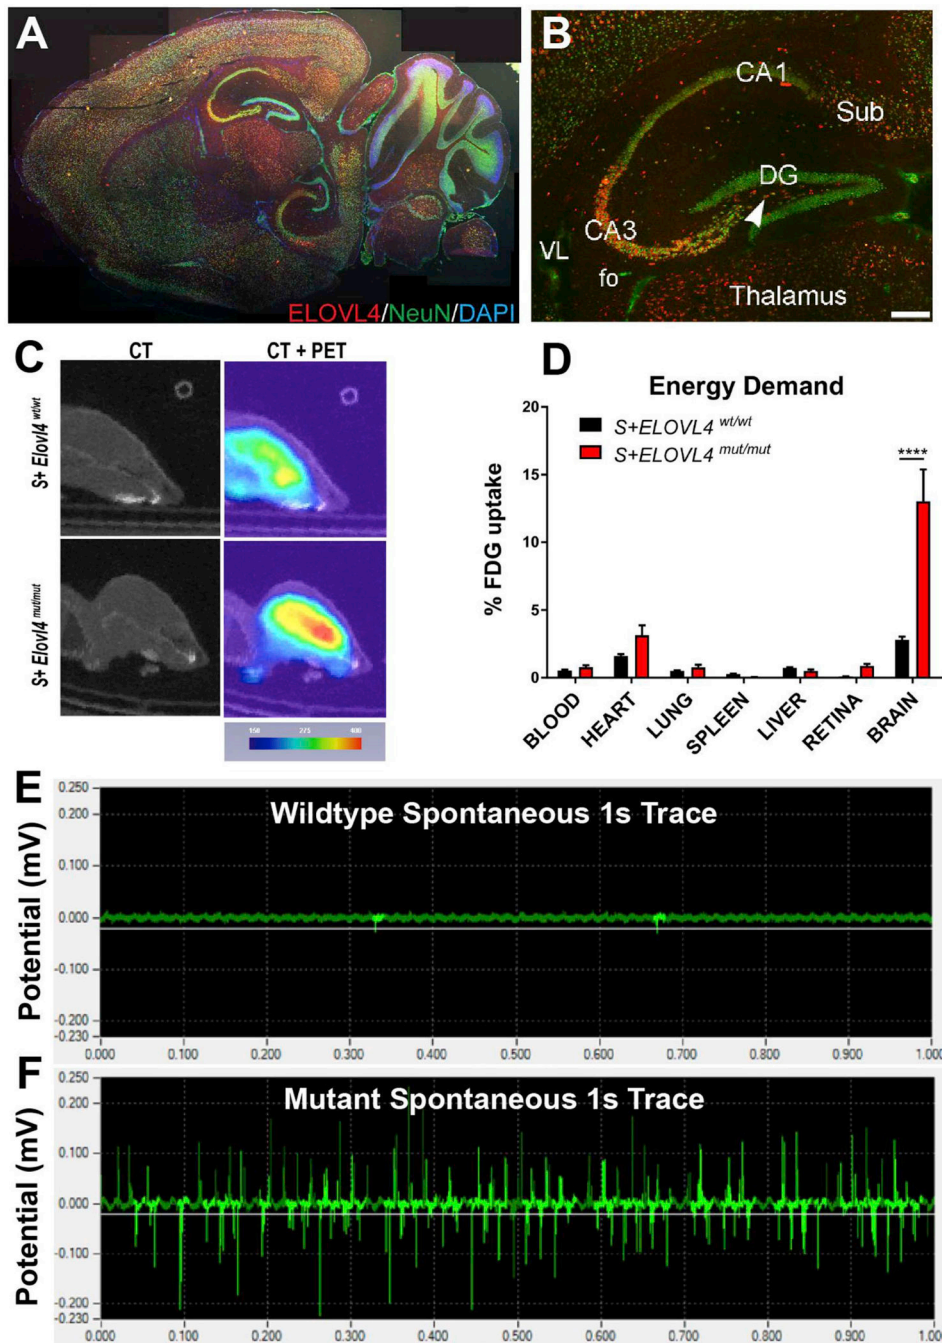 A
ELOVL4/NeuN/DAPI
B
CA1
Sub
DG
CA3
VL
fo
Thalamus
C
CT
CT + PET
S+ Elovl4 wt/wt
S+ Elovl4 mut/mut
150 275 400
D
Energy Demand
% FDG uptake
20
15
10
5
0
S+ELOVL4 wt/wt
S+ELOVL4 mut/mut
****
BLOOD
HEART
LUNG
SPLEEN
LIVER
RETINA
BRAIN
E
Wildtype Spontaneous 1s Trace
Potential (mV)
0.250
0.200
0.100
0.000
-0.100
-0.200
-0.230
0.000 0.100 0.200 0.300 0.400 0.500 0.600 0.700 0.800 0.900 1.000
F
Mutant Spontaneous 1s Trace
Potential (mV)
0.250
0.200
0.100
0.000
-0.100
-0.200
-0.230
0.000 0.100 0.200 0.300 0.400 0.500 0.600 0.700 0.800 0.900 1.000